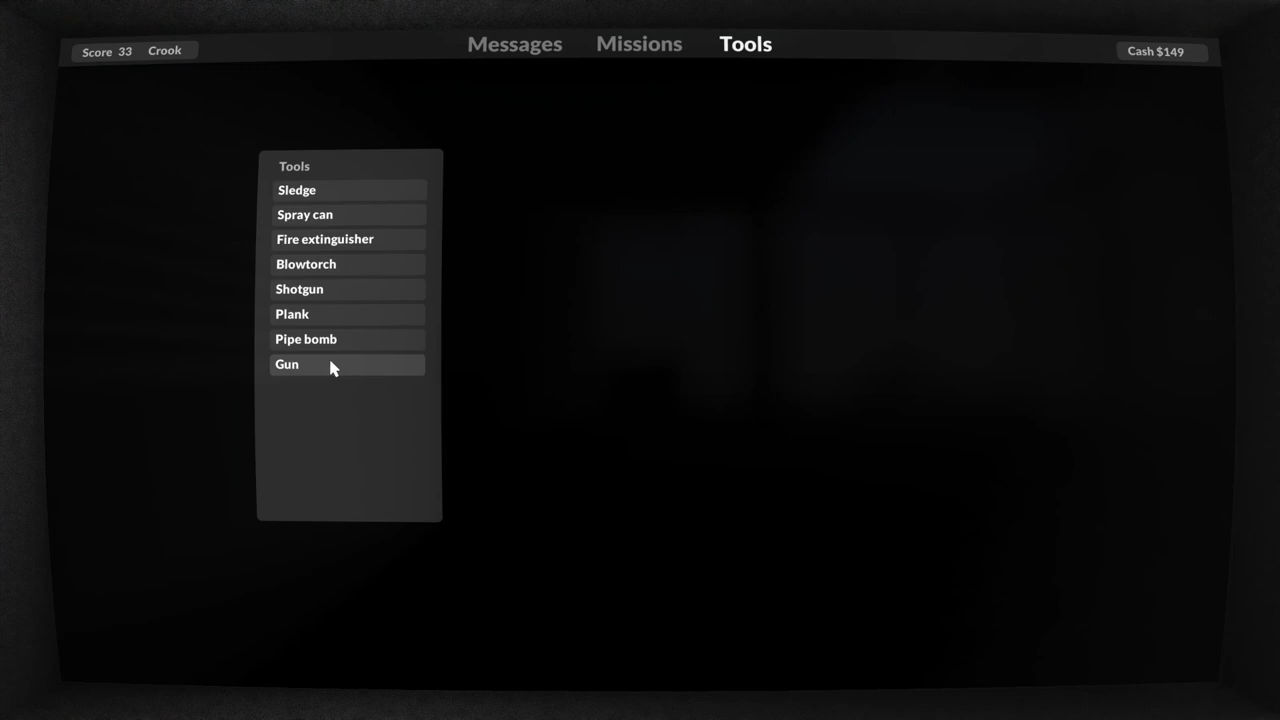 Score 33 Crook
Messages Missions Tools
Cash $149
Tools
Sledge
Spray can
Fire extinguisher
Blowtorch
Shotgun
Plank
Pipe bomb
Gun